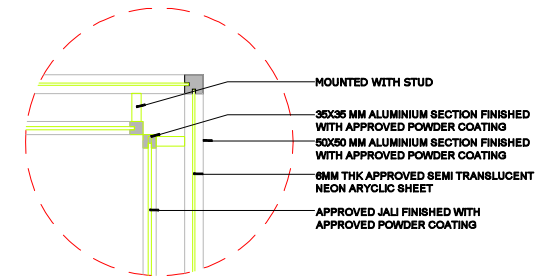 MOUNTED WITH STUD
35X35 MM ALUMINIUM SECTION FINISHED
WITH APPROVED POWDER COATING
50X50 MM ALUMINIUM SECTION FINISHED
WITH APPROVED POWDER COATING
6MM THK APPROVED SEMI TRANSLUCENT
NEON ARYCLIC SHEET
APPROVED JALI FINISHED WITH
APPROVED POWDER COATING